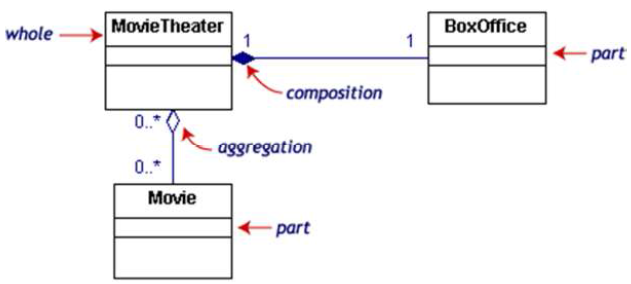 MovieTheater
BoxOffice
whole
1
1
part
composition
0..*
aggregation
0..*
Movie
part